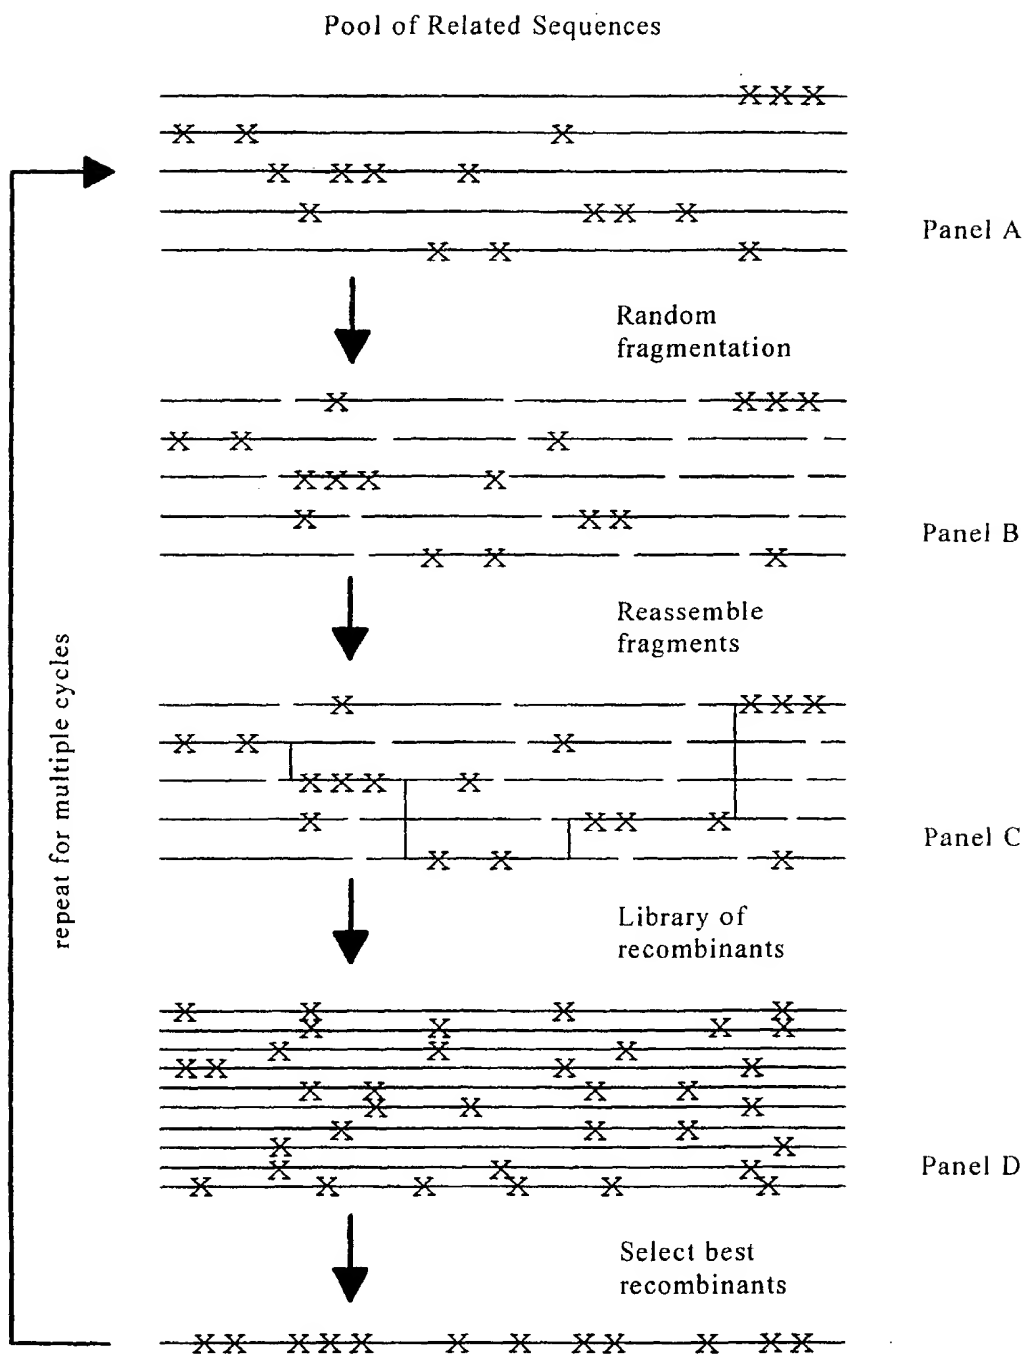 Pool of Related Sequences
Panel A
Random
fragmentation
Panel B
Reassemble
fragments
repeat for multiple cycles
Panel C
Library of
recombinants
Panel D
Select best
recombinants